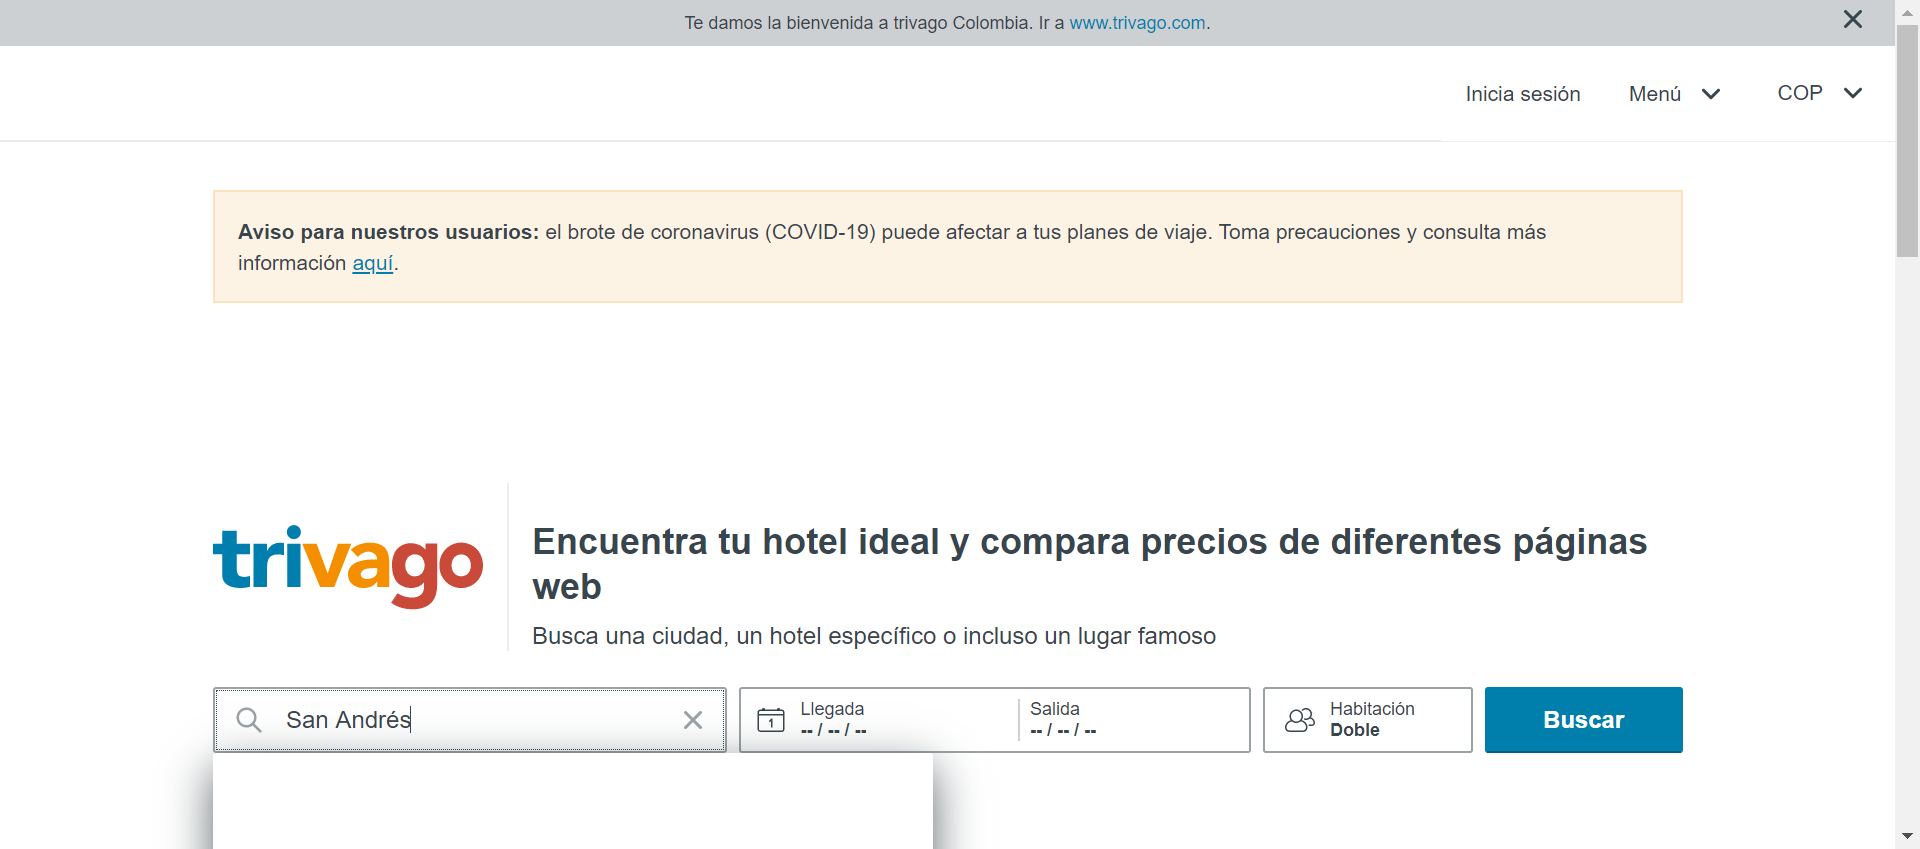 Te damos la bienvenida a trivago Colombia. Ir a www.trivago.com.
Inicia sesión
Menú
COP
Aviso para nuestros usuarios: el brote de coronavirus (COVID-19) puede afectar a tus planes de viaje. Toma precauciones y consulta más
información aquí.
trivago
Encuentra tu hotel ideal y compara precios de diferentes páginas
web
Busca una ciudad, un hotel específico o incluso un lugar famoso
San Andrés
1
Llegada
-- / -- / --
Salida
-- / -- / --
Habitación
Doble
Buscar